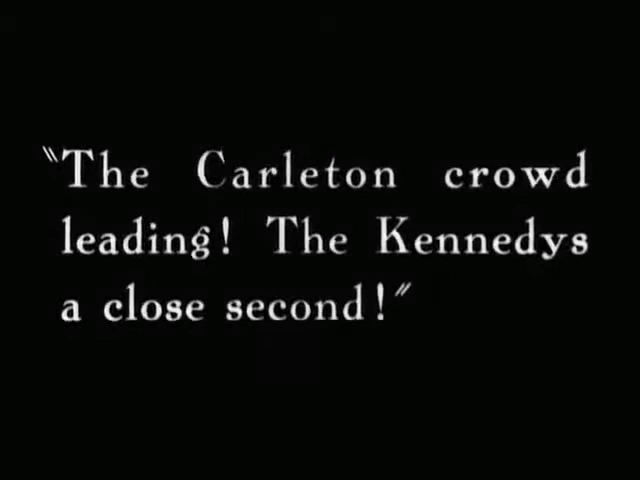 "The Carleton crowd
leading! The Kennedys
a close second!"